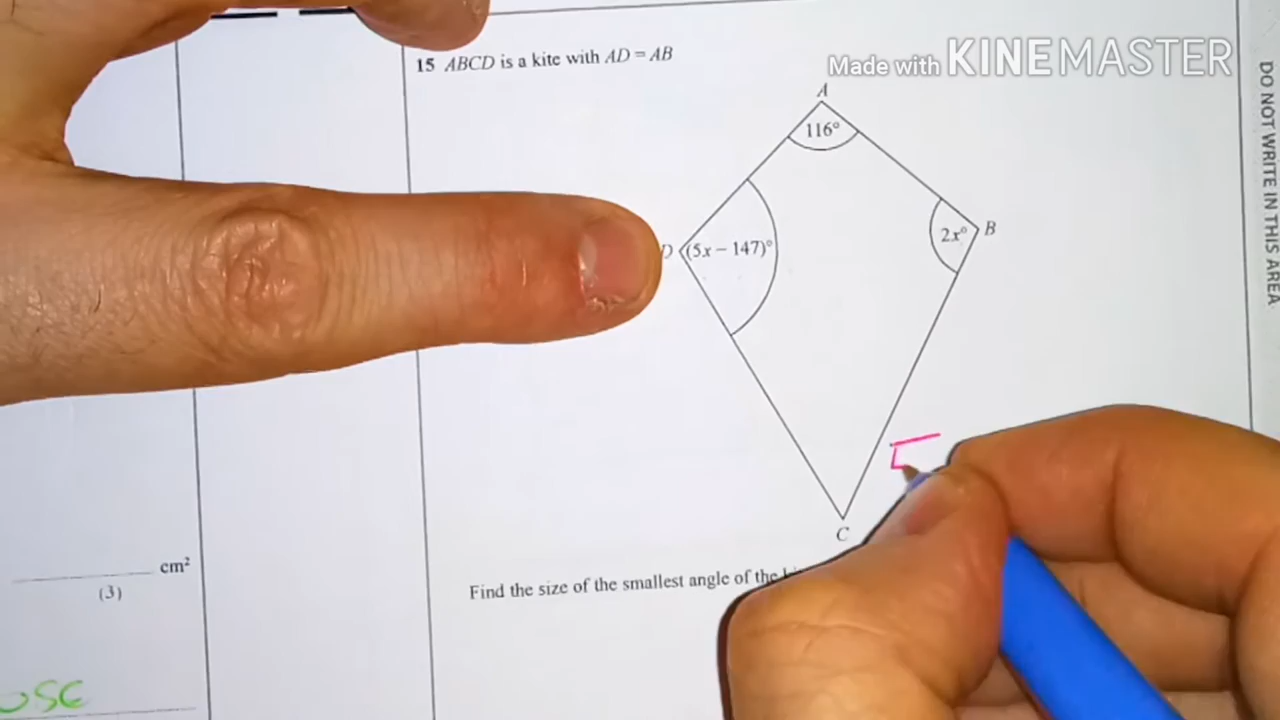 Made with KINEMASTER
15 ABCD is a kite with AD = AB
A
116°
D
(5x – 147)°
2x°
B
C
5
Find the size of the smallest angle of the
cm²
(3)
DO NOT WRITE IN THIS AREA